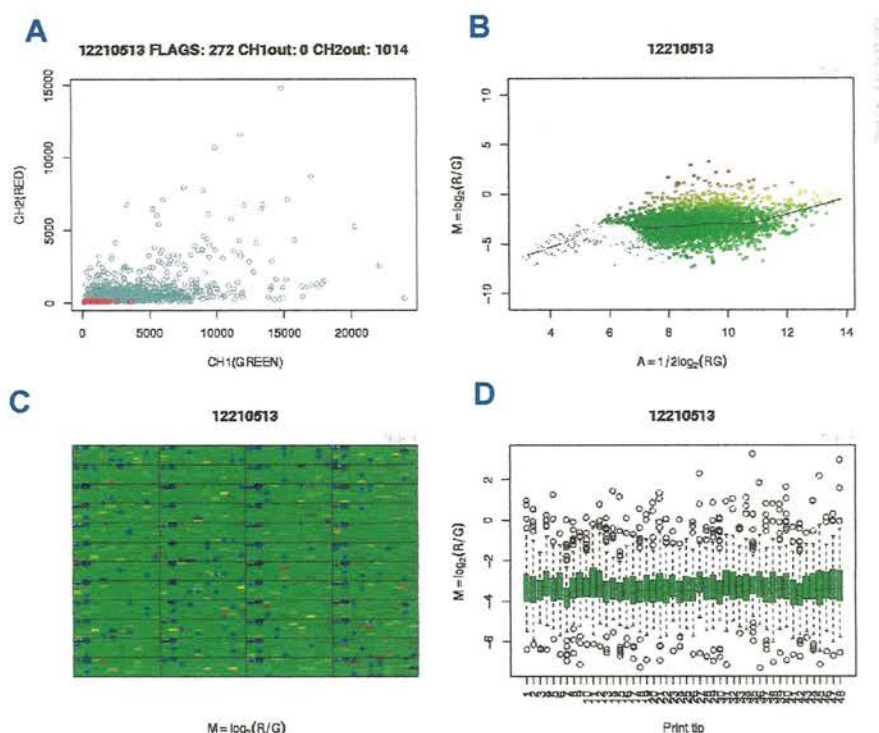 A
12210513 FLAGS: 272 CH1out: 0 CH2out: 1014
CH2(RED)
15000
10000
5000
0
0 5000 10000 15000 20000
CH1(GREEN)
B
12210513
M=log₂(R/G)
10
5
0
−5
−10
4 6 8 10 12 14
A=1/2log₂(RG)
C
12210513
M=log₂(R/G)
D
12210513
M=log₂(R/G)
2
0
−2
−4
−6
Print tip